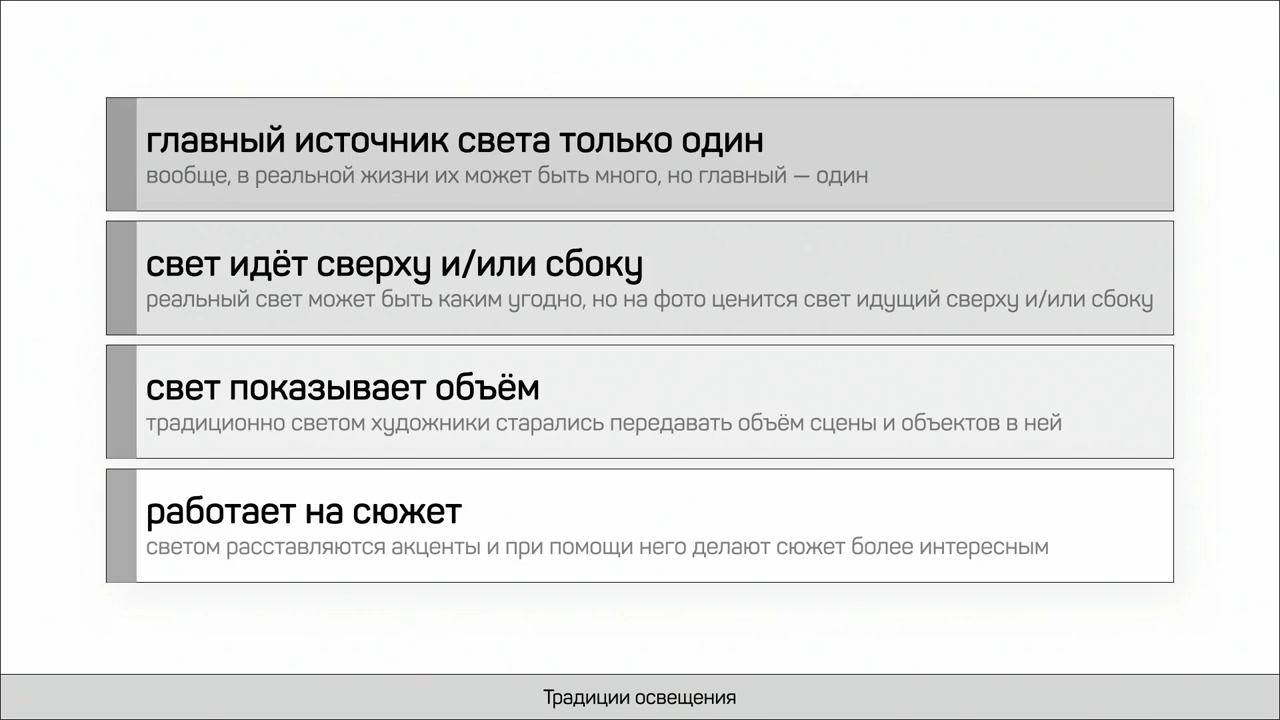 главный источник света только один
вообще, в реальной жизни их может быть много, но главный — один
свет идёт сверху и/или сбоку
реальный свет может быть каким угодно, но на фото ценится свет идущий сверху и/или сбоку
свет показывает объём
традиционно светом художники старались передавать объём сцены и объектов в ней
работает на сюжет
светом расставляются акценты и при помощи него делают сюжет более интересным
Традиции освещения